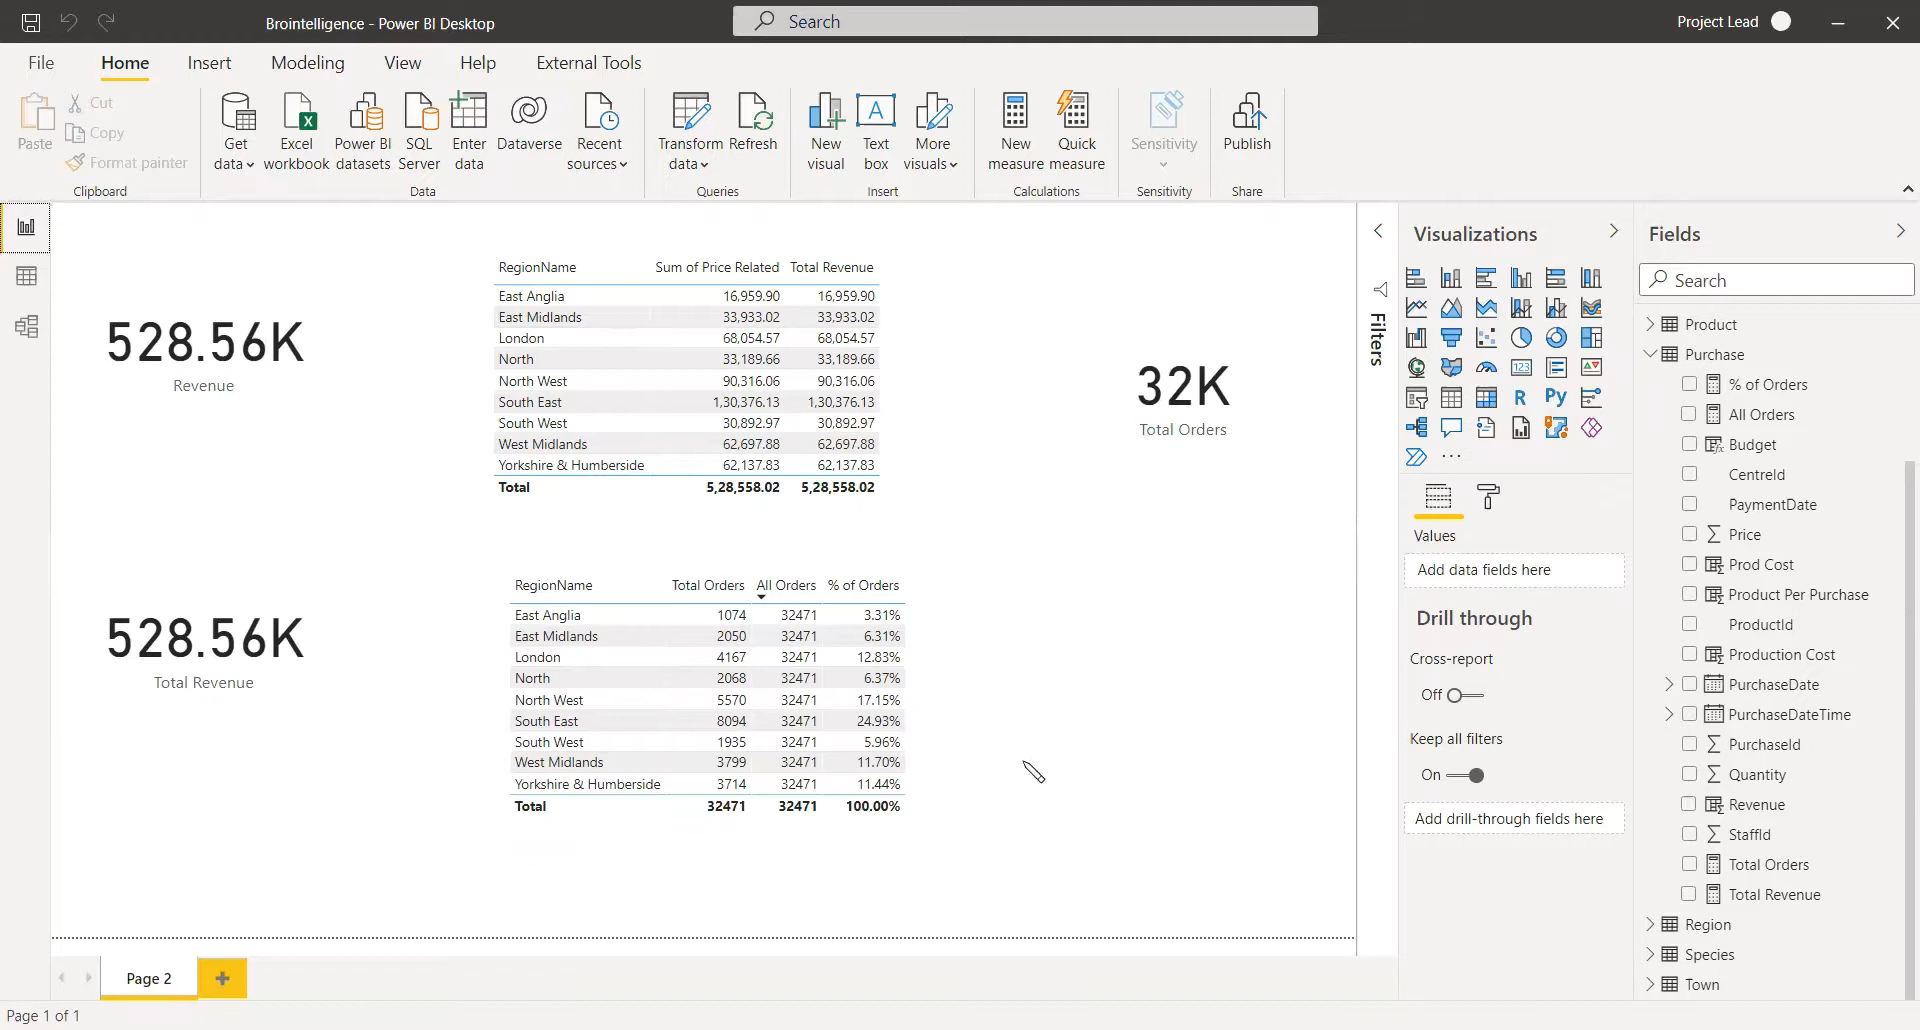 Brointelligence - Power BI Desktop
Search
Project Lead
File Home Insert Modeling View Help External Tools
Paste
Cut
Copy
Format painter
Clipboard
Get data
Excel workbook
Power BI datasets
SQL Server
Enter data
Dataverse
Recent sources
Data
Transform data
Refresh
Queries
New visual
Text box
More visuals
Insert
New measure
Quick measure
Calculations
Sensitivity
Sensitivity
Publish
Share
528.56K
Revenue
RegionName Sum of Price Related Total Revenue
East Anglia 16,959.90 16,959.90
East Midlands 33,933.02 33,933.02
London 68,054.57 68,054.57
North 33,189.66 33,189.66
North West 90,316.06 90,316.06
South East 1,30,376.13 1,30,376.13
South West 30,892.97 30,892.97
West Midlands 62,697.88 62,697.88
Yorkshire & Humberside 62,137.83 62,137.83
Total 5,28,558.02 5,28,558.02
32K
Total Orders
528.56K
Total Revenue
RegionName Total Orders All Orders % of Orders
East Anglia 1074 32471 3.31%
East Midlands 2050 32471 6.31%
London 4167 32471 12.83%
North 2068 32471 6.37%
North West 5570 32471 17.15%
South East 8094 32471 24.93%
South West 1935 32471 5.96%
West Midlands 3799 32471 11.70%
Yorkshire & Humberside 3714 32471 11.44%
Total 32471 32471 100.00%
Filters
Visualizations
123
R
Py
...
Values
Add data fields here
Drill through
Cross-report
Off
Keep all filters
On
Add drill-through fields here
Fields
Search
Product
Purchase
% of Orders
All Orders
Budget
CentreId
PaymentDate
Price
Prod Cost
Product Per Purchase
ProductId
Production Cost
PurchaseDate
PurchaseDateTime
PurchaseId
Quantity
Revenue
StaffId
Total Orders
Total Revenue
Region
Species
Town
Page 2
Page 1 of 1